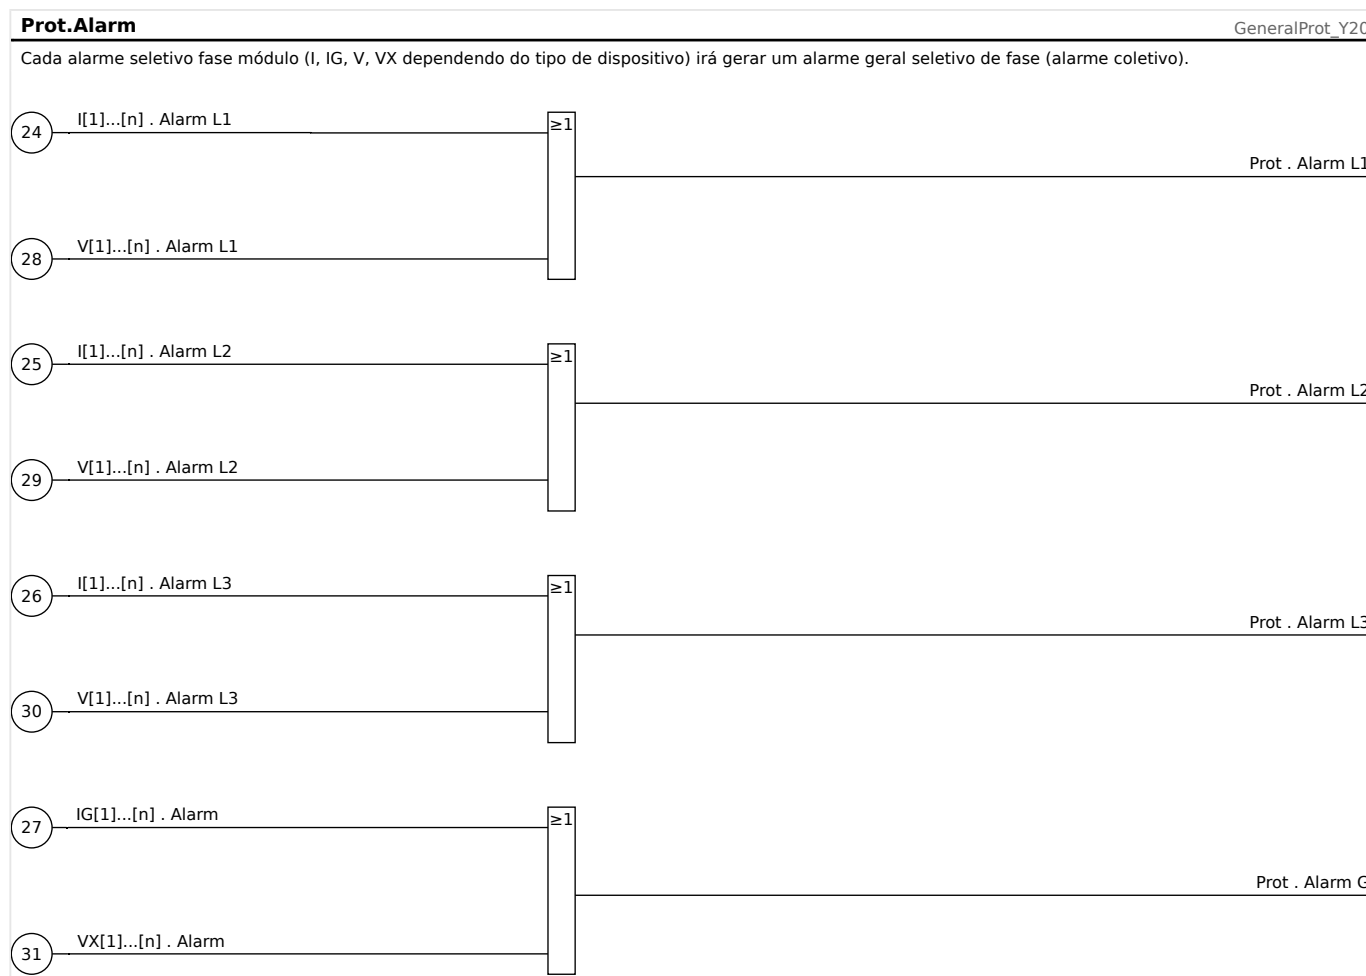 Prot.Alarm
GeneralProt_Y20
Cada alarme seletivo fase módulo (I, IG, V, VX dependendo do tipo de dispositivo) irá gerar um alarme geral seletivo de fase (alarme coletivo).
24 I[1]...[n] . Alarm L1
≥1
Prot . Alarm L1
28 V[1]...[n] . Alarm L1
25 I[1]...[n] . Alarm L2
≥1
Prot . Alarm L2
29 V[1]...[n] . Alarm L2
26 I[1]...[n] . Alarm L3
≥1
Prot . Alarm L3
30 V[1]...[n] . Alarm L3
27 IG[1]...[n] . Alarm
≥1
Prot . Alarm G
31 VX[1]...[n] . Alarm